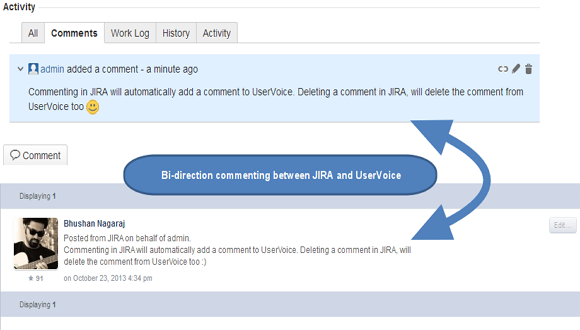 Activity
All Comments Work Log History Activity
admin added a comment - a minute ago
Commenting in JIRA will automatically add a comment to UserVoice. Deleting a comment in JIRA, will delete the comment from
UserVoice too
Comment
Bi-direction commenting between JIRA and UserVoice
Displaying 1
Bhushan Nagaraj
Edit...
Posted from JIRA on behalf of admin.
Commenting in JIRA will automatically add a comment to UserVoice. Deleting a comment in JIRA, will
delete the comment from UserVoice too :)
★ 91
on October 23, 2013 4:34 pm
Displaying 1